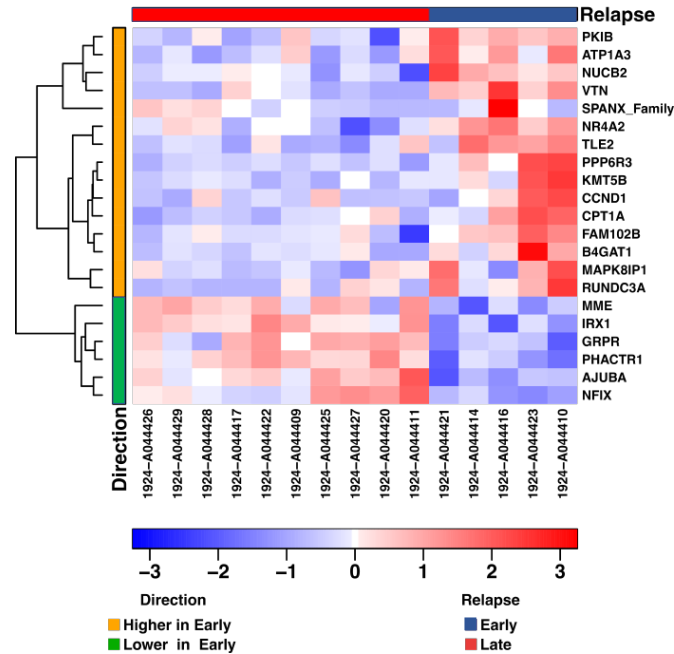 Relapse
PKIB
ATP1A3
NUCB2
VTN
SPANX_Family
NR4A2
TLE2
PPP6R3
KMT5B
CCND1
CPT1A
FAM102B
B4GAT1
MAPK8IP1
RUNDC3A
MME
IRX1
GRPR
PHACTR1
AJUBA
NFIX
Direction
1924-A044426
1924-A044429
1924-A044428
1924-A044417
1924-A044422
1924-A044409
1924-A044425
1924-A044427
1924-A044420
1924-A044411
1924-A044421
1924-A044414
1924-A044416
1924-A044423
1924-A044410
−3 −2 −1 0 1 2 3
Direction Relapse
Higher in Early Early
Lower in Early Late